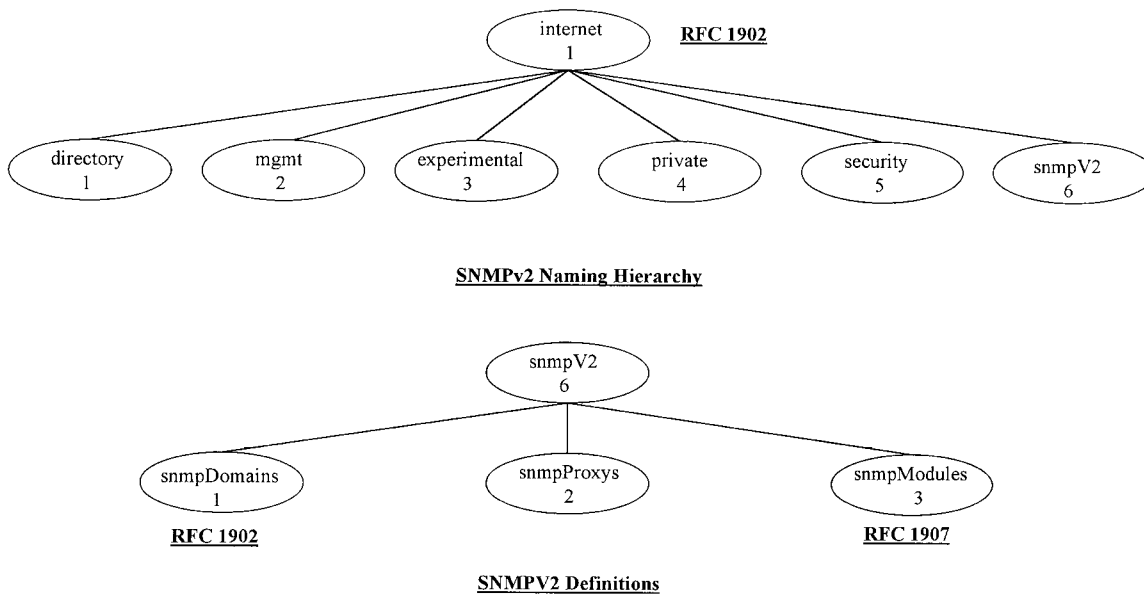 internet
1
RFC 1902
directory
1
mgmt
2
experimental
3
private
4
security
5
snmpV2
6
SNMPv2 Naming Hierarchy
snmpV2
6
snmpDomains
1
snmpProxys
2
snmpModules
3
RFC 1902
RFC 1907
SNMPV2 Definitions